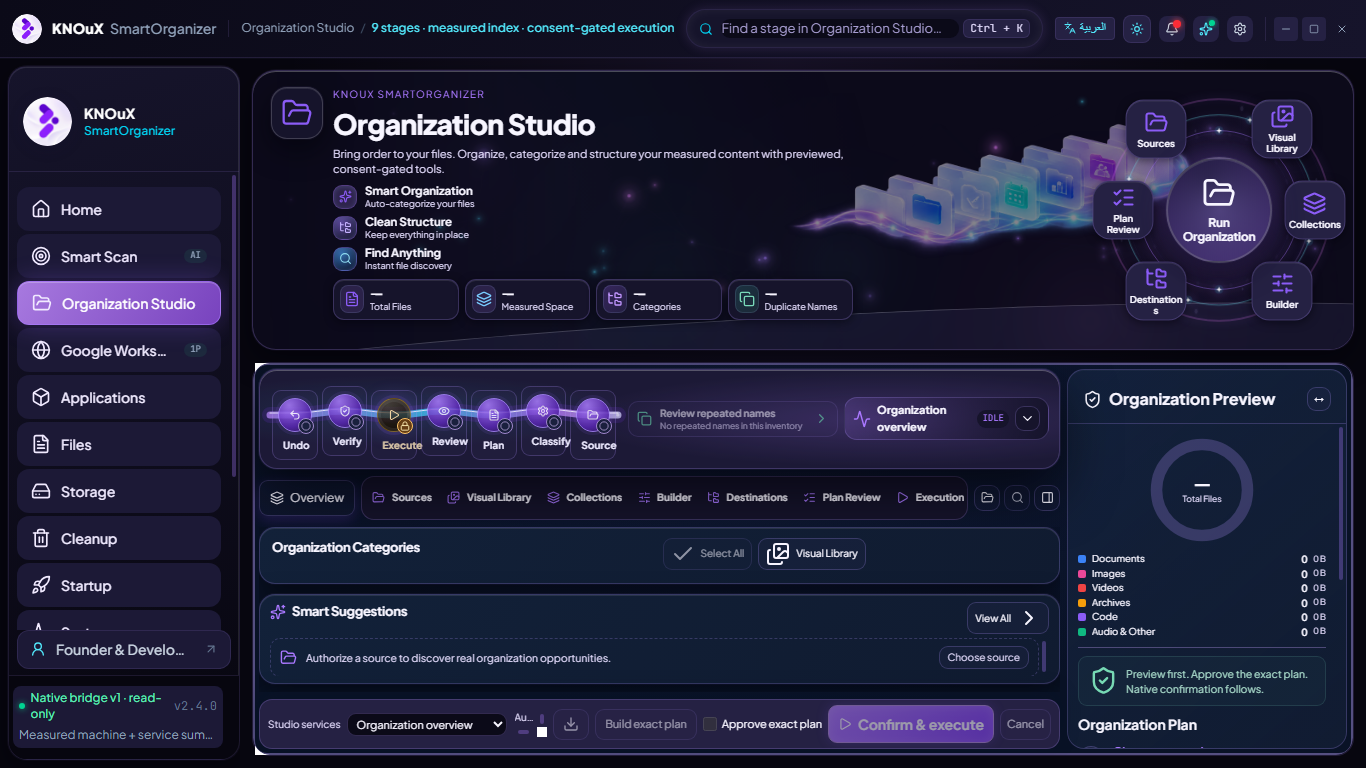 KNOuX SmartOrganizer
Organization Studio / 9 stages · measured index · consent-gated execution
Find a stage in Organization Studio...
Ctrl + K
العربية
KNOuX
SmartOrganizer
Home
Smart Scan AI
Organization Studio
Google Works... 1P
Applications
Files
Storage
Cleanup
Startup
Founder & Develo...
Native bridge v1 · read-only v2.4.0
Measured machine + service sum...
KNOUX SMARTORGANIZER
Organization Studio
Bring order to your files. Organize, categorize and structure your measured content with previewed,
consent-gated tools.
Smart Organization
Auto-categorize your files
Clean Structure
Keep everything in place
Find Anything
Instant file discovery
—
Total Files
—
Measured Space
—
Categories
—
Duplicate Names
Sources
Visual Library
Plan Review
Run Organization
Collections
Destinations
Builder
Undo
Verify
Execute
Review
Plan
Classify
Source
Review repeated names
No repeated names in this inventory
Organization overview
IDLE
Overview
Sources
Visual Library
Collections
Builder
Destinations
Plan Review
Execution
Organization Categories
Select All
Visual Library
Smart Suggestions
View All
Authorize a source to discover real organization opportunities.
Choose source
Studio services
Organization overview
Au...
Build exact plan
Approve exact plan
Confirm & execute
Cancel
Organization Preview
—
Total Files
Documents 0 0 B
Images 0 0 B
Videos 0 0 B
Archives 0 0 B
Code 0 0 B
Audio & Other 0 0 B
Preview first. Approve the exact plan.
Native confirmation follows.
Organization Plan